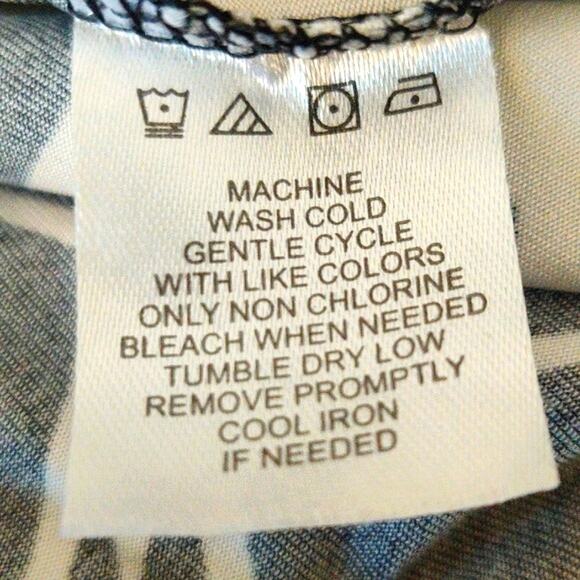 MACHINE
WASH COLD
GENTLE CYCLE
WITH LIKE COLORS
ONLY NON CHLORINE
BLEACH WHEN NEEDED
TUMBLE DRY LOW
REMOVE PROMPTLY
COOL IRON
IF NEEDED